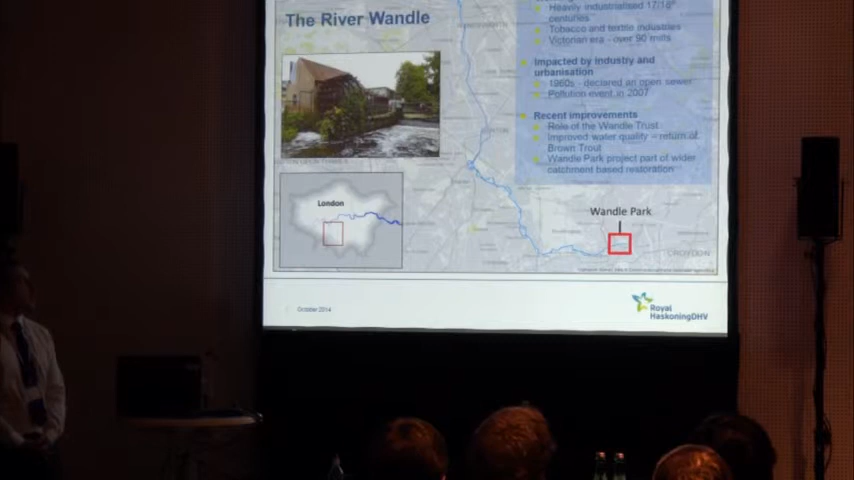 The River Wandle
Heavily industrialised 17/18th
centuries
Tobacco and textile industries
Victorian era - over 90 mills
Impacted by industry and
urbanisation
1960s - declared an open sewer
Pollution event in 2007
Recent improvements
Role of the Wandle Trust
Improved water quality – return of
Brown Trout
Wandle Park project part of wider
catchment based restoration
London
Wandle Park
CROYDON
October 2014
Royal
HaskoningDHV